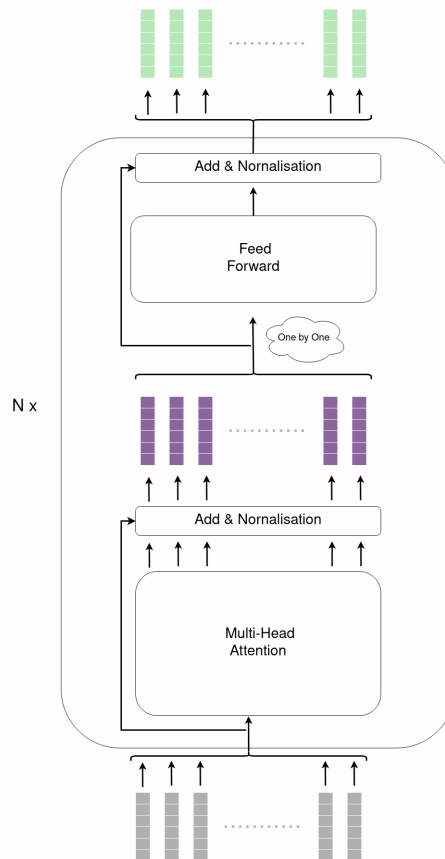 Add & Nornalisation
Feed
Forward
One by One
N x
Add & Nornalisation
Multi-Head
Attention